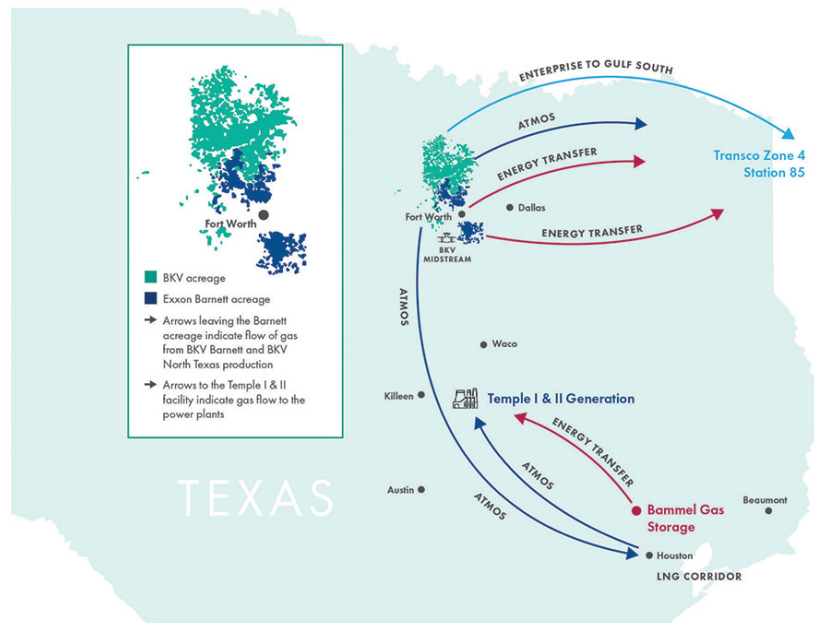 Fort Worth
BKV acreage
Exxon Barnett acreage
Arrows leaving the Barnett
acreage indicate flow of gas
from BKV Barnett and BKV
North Texas production
Arrows to the Temple I & II
facility indicate gas flow to the
power plants
ENTERPRISE TO GULF SOUTH
ATMOS
ENERGY TRANSFER
Transco Zone 4
Station 85
Fort Worth
Dallas
ENERGY TRANSFER
BKV
MIDSTREAM
ATMOS
Waco
Killeen
Temple I & II Generation
ENERGY TRANSFER
ATMOS
TEXAS
Austin
ATMOS
Bammel Gas
Storage
Beaumont
Houston
LNG CORRIDOR